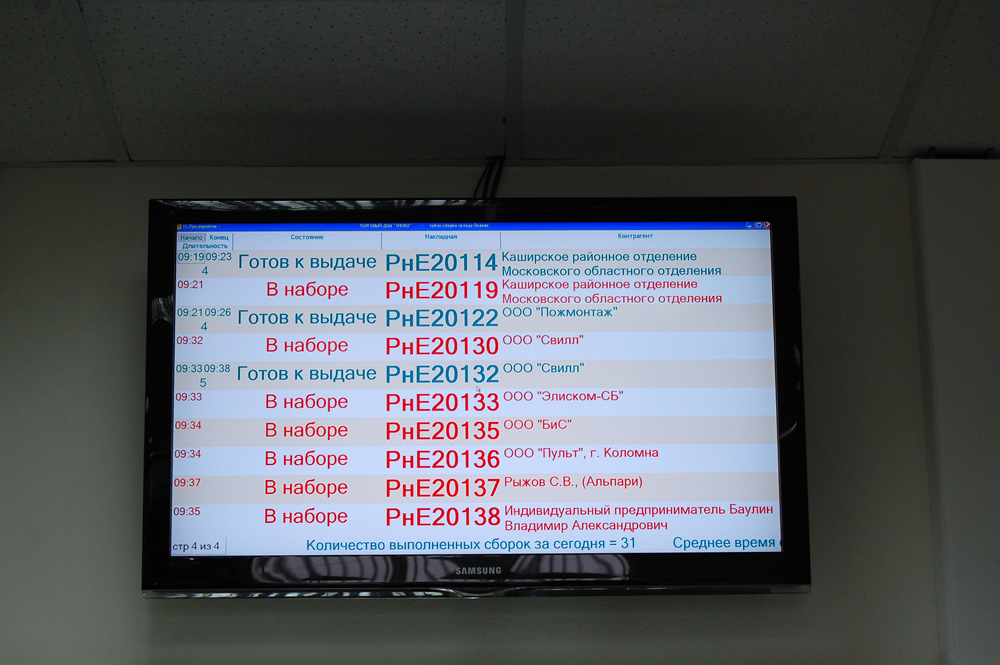 1С:Предприятие
ТОРГОВЫЙ ДОМ
Начало Конец Состояние Накладная Контрагент
Длительность
09:19 09:23 Готов к выдаче РнЕ20114 Каширское районное отделение
4 Московского областного отделения
09:21 В наборе РнЕ20119 Каширское районное отделение
Московского областного отделения
09:21 09:26 Готов к выдаче РнЕ20122 ООО "Пожмонтаж"
4
09:32 В наборе РнЕ20130 ООО "Свилл"
09:33 09:38 Готов к выдаче РнЕ20132 ООО "Свилл"
5
09:33 В наборе РнЕ20133 ООО "Элиском-СБ"
09:34 В наборе РнЕ20135 ООО "БиС"
09:34 В наборе РнЕ20136 ООО "Пульт", г. Коломна
09:37 В наборе РнЕ20137 Рыжов С.В., (Альпари)
09:35 В наборе РнЕ20138 Индивидуальный предприниматель Баулин
Владимир Александрович
стр 4 из 4 Количество выполненных сборок за сегодня = 31 Среднее время
SAMSUNG